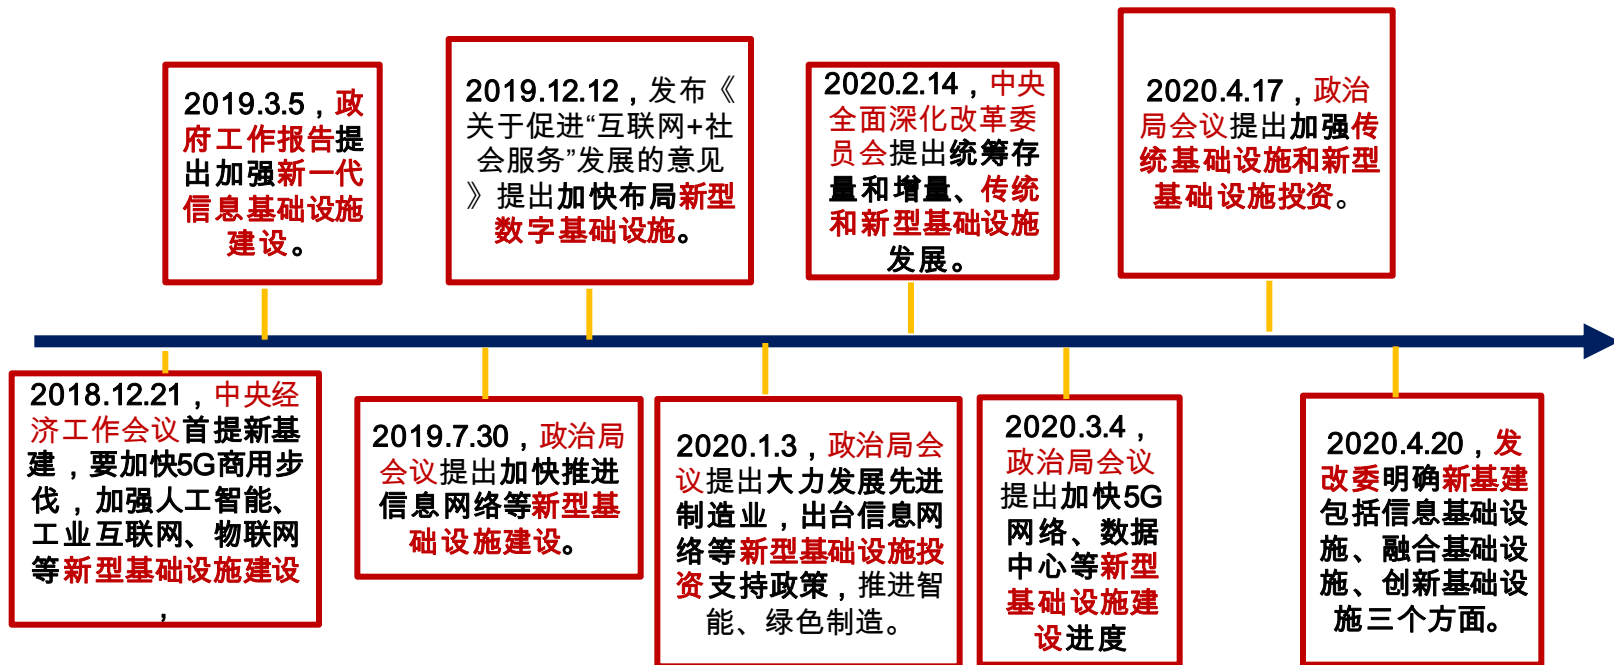 2019.3.5，政
府工作报告提
出加强新一代
信息基础设施
建设。
2019.12.12，发布《
关于促进“互联网+社
会服务”发展的意见
》提出加快布局新型
数字基础设施。
2020.2.14，中央
全面深化改革委
员会提出统筹存
量和增量、传统
和新型基础设施
发展。
2020.4.17，政治
局会议提出加强传
统基础设施和新型
基础设施投资。
2018.12.21，中央经
济工作会议首提新基
建，要加快5G商用步
伐，加强人工智能、
工业互联网、物联网
等新型基础设施建设
，
2019.7.30，政治局
会议提出加快推进
信息网络等新型基
础设施建设。
2020.1.3，政治局会
议提出大力发展先进
制造业，出台信息网
络等新型基础设施投
资支持政策，推进智
能、绿色制造。
2020.3.4，
政治局会议
提出加快5G
网络、数据
中心等新型
基础设施建
设进度
2020.4.20，发
改委明确新基建
包括信息基础设
施、融合基础设
施、创新基础设
施三个方面。